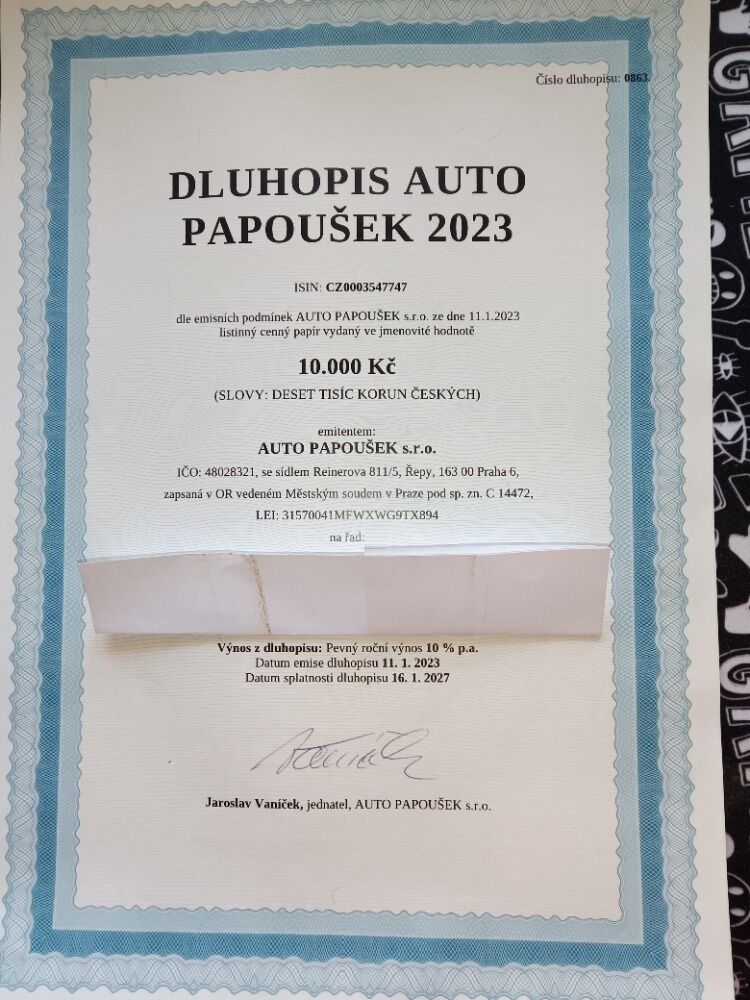 Číslo dluhopisu: 0863.
DLUHOPIS AUTO
PAPOUŠEK 2023
ISIN: CZ0003547747
dle emisních podmínek AUTO PAPOUŠEK s.r.o. ze dne 11.1.2023
listinný cenný papír vydaný ve jmenovité hodnotě
10.000 Kč
(SLOVY: DESET TISÍC KORUN ČESKÝCH)
emitentem:
AUTO PAPOUŠEK s.r.o.
IČO: 48028321, se sídlem Reinerova 811/5, Řepy, 163 00 Praha 6,
zapsaná v OR vedeném Městským soudem v Praze pod sp. zn. C 14472,
LEI: 31570041MFWXWG9TX894
na řad:
Výnos z dluhopisu: Pevný roční výnos 10 % p.a.
Datum emise dluhopisu 11. 1. 2023
Datum splatnosti dluhopisu 16. 1. 2027
Jaroslav Vaníček, jednatel, AUTO PAPOUŠEK s.r.o.